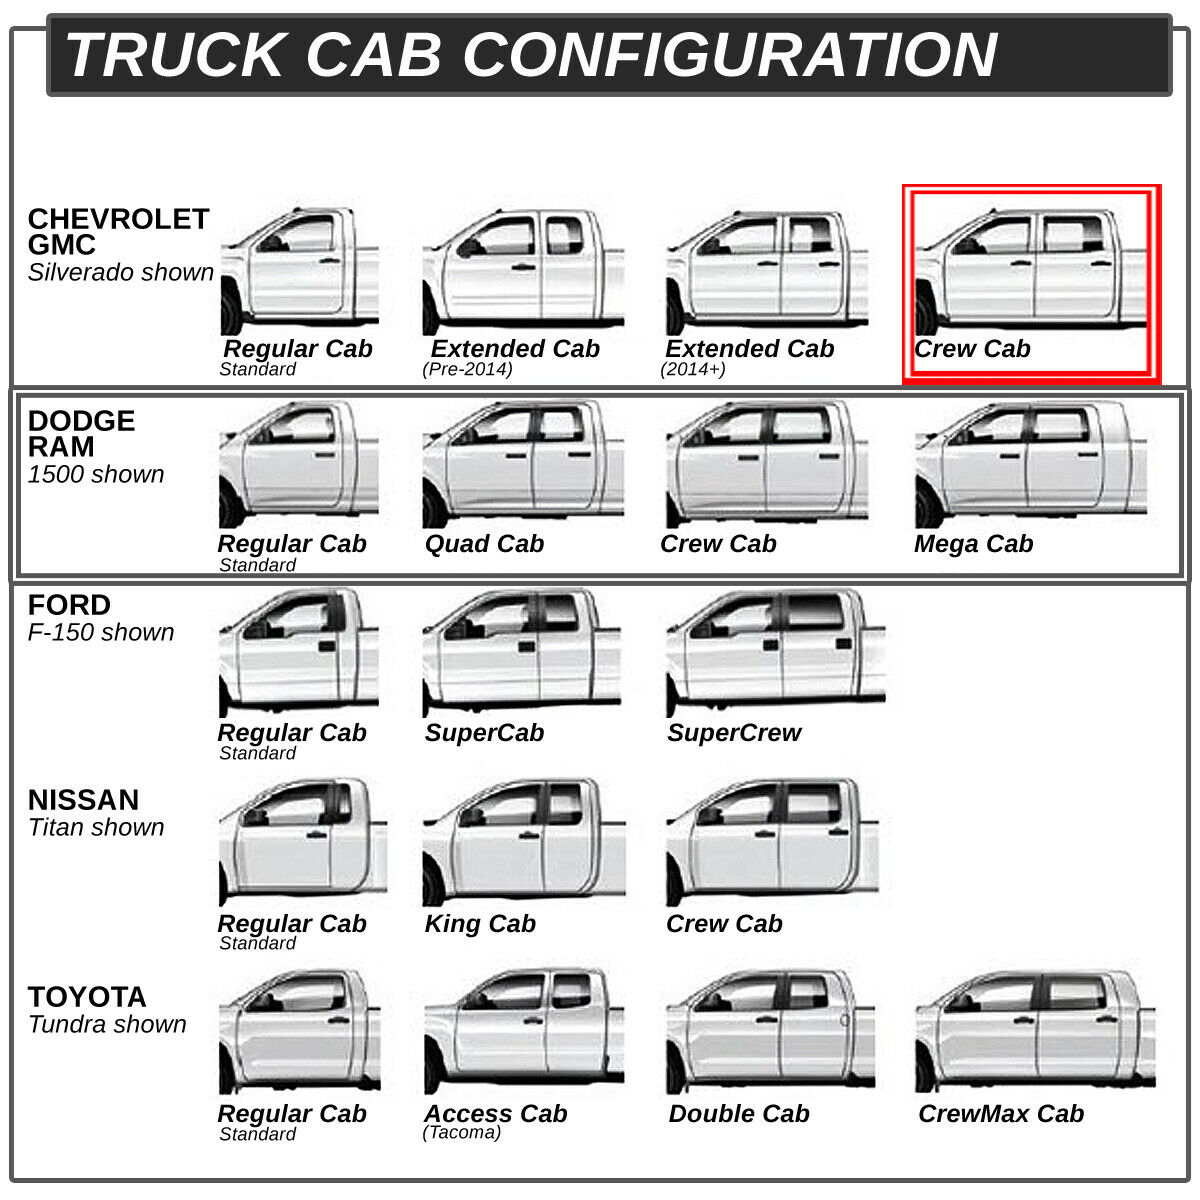 TRUCK CAB CONFIGURATION
CHEVROLET
GMC
Silverado shown
Regular Cab
Standard
Extended Cab
(Pre-2014)
Extended Cab
(2014+)
Crew Cab
DODGE
RAM
1500 shown
Regular Cab
Standard
Quad Cab
Crew Cab
Mega Cab
FORD
F-150 shown
Regular Cab
Standard
SuperCab
SuperCrew
NISSAN
Titan shown
Regular Cab
Standard
King Cab
Crew Cab
TOYOTA
Tundra shown
Regular Cab
Standard
Access Cab
(Tacoma)
Double Cab
CrewMax Cab